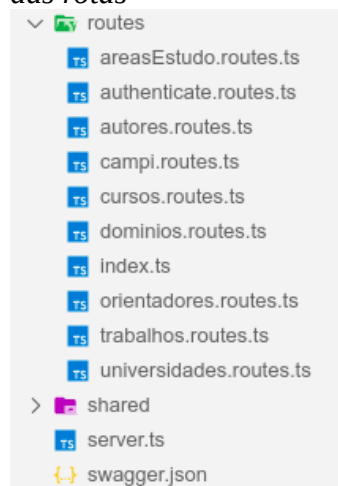 routes
TS areasEstudo.routes.ts
TS authenticate.routes.ts
TS autores.routes.ts
TS campi.routes.ts
TS cursos.routes.ts
TS dominios.routes.ts
TS index.ts
TS orientadores.routes.ts
TS trabalhos.routes.ts
TS universidades.routes.ts
shared
TS server.ts
{..} swagger.json